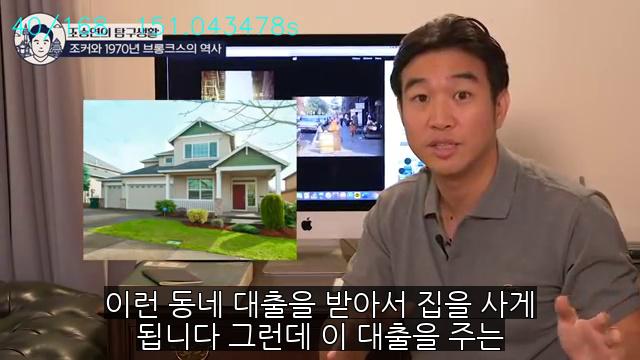 40/168 151.043478s
조승연의 탐구생활
조커와 1970년 브롱크스의 역사
이런 동네 대출을 받아서 집을 사게
됩니다 그런데 이 대출을 주는